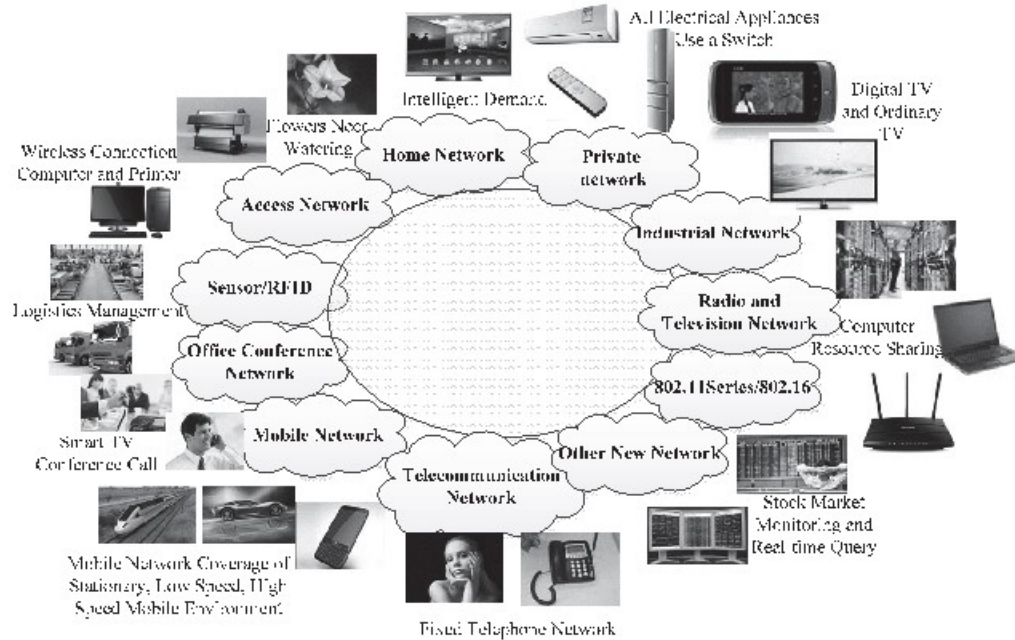 All Electrical Appliances
Use a Switch
Intelligent Demand
Digital TV
and Ordinary
TV
Flowers Need
Watering
Home Network
Private
network
Wireless Connection
Computer and Printer
Access Network
Industrial Network
Sensor/RFID
Radio and
Television Network
Logistics Management
Computer
Resource Sharing
Office Conference
Network
802.11Series/802.16
Smart TV
Conference Call
Mobile Network
Other New Network
Telecommunication
Network
Stock Market
Monitoring and
Real-time Query
Mobile Network Coverage of
Stationary, Low Speed, High
Speed Mobile Environment
Fixed Telephone Network